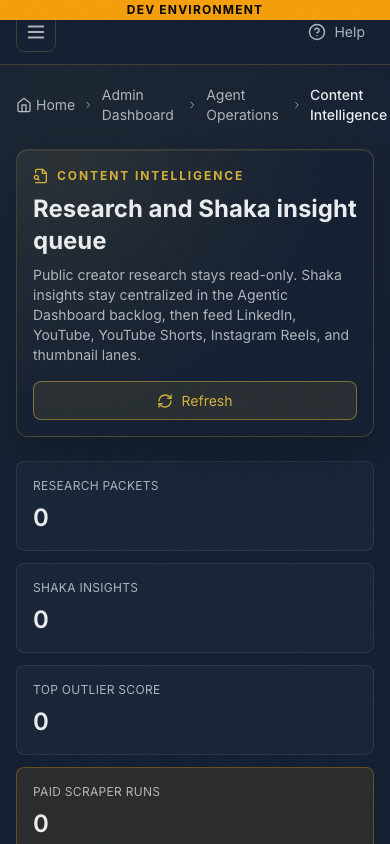 DEV ENVIRONMENT
Help
Home
Admin Dashboard
Agent Operations
Content Intelligence
CONTENT INTELLIGENCE
Research and Shaka insight
queue
Public creator research stays read-only. Shaka
insights stay centralized in the Agentic
Dashboard backlog, then feed LinkedIn,
YouTube, YouTube Shorts, Instagram Reels, and
thumbnail lanes.
Refresh
RESEARCH PACKETS
0
SHAKA INSIGHTS
0
TOP OUTLIER SCORE
0
PAID SCRAPER RUNS
0